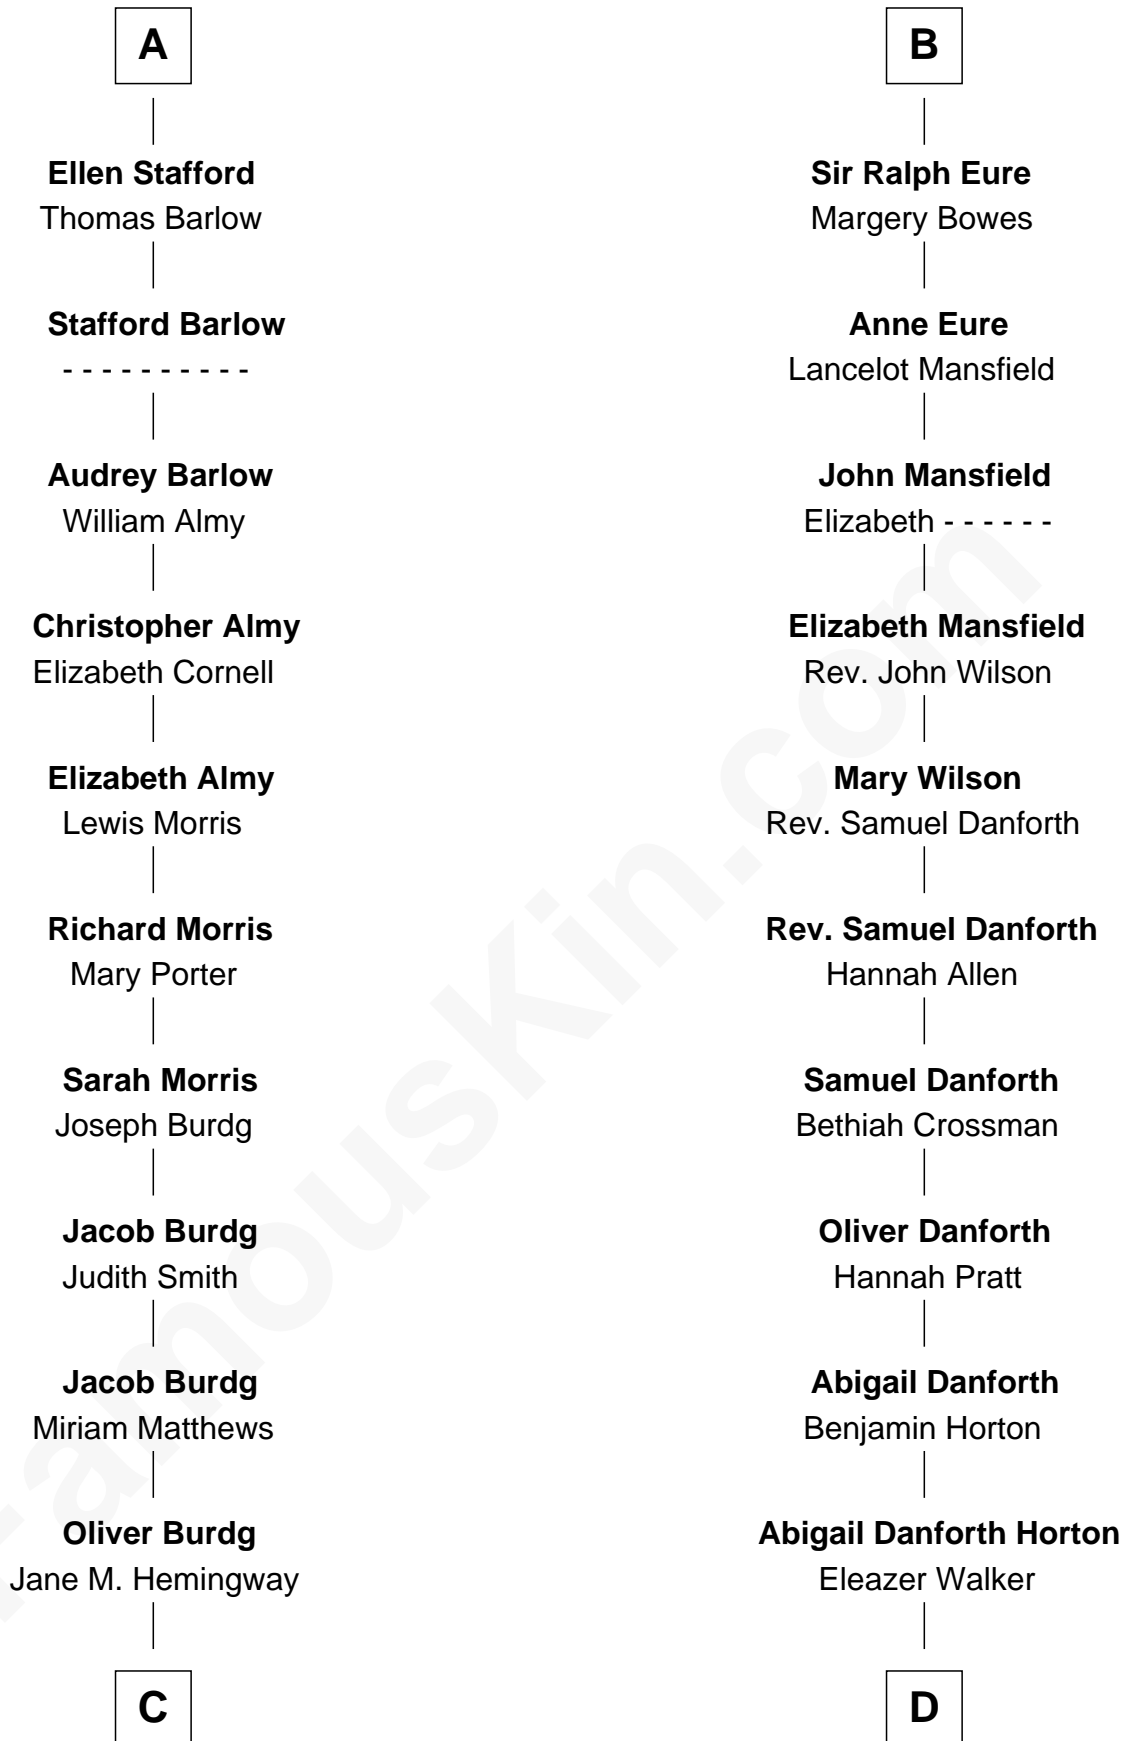 A
Ellen Stafford
Thomas Barlow
Stafford Barlow
- - - - - - - - - -
Audrey Barlow
William Almy
Christopher Almy
Elizabeth Cornell
Elizabeth Almy
Lewis Morris
Richard Morris
Mary Porter
Sarah Morris
Joseph Burdg
Jacob Burdg
Judith Smith
Jacob Burdg
Miriam Matthews
Oliver Burdg
Jane M. Hemingway
C
B
Sir Ralph Eure
Margery Bowes
Anne Eure
Lancelot Mansfield
John Mansfield
Elizabeth - - - - - -
Elizabeth Mansfield
Rev. John Wilson
Mary Wilson
Rev. Samuel Danforth
Rev. Samuel Danforth
Hannah Allen
Samuel Danforth
Bethiah Crossman
Oliver Danforth
Hannah Pratt
Abigail Danforth
Benjamin Horton
Abigail Danforth Horton
Eleazer Walker
D
FamousKin.com